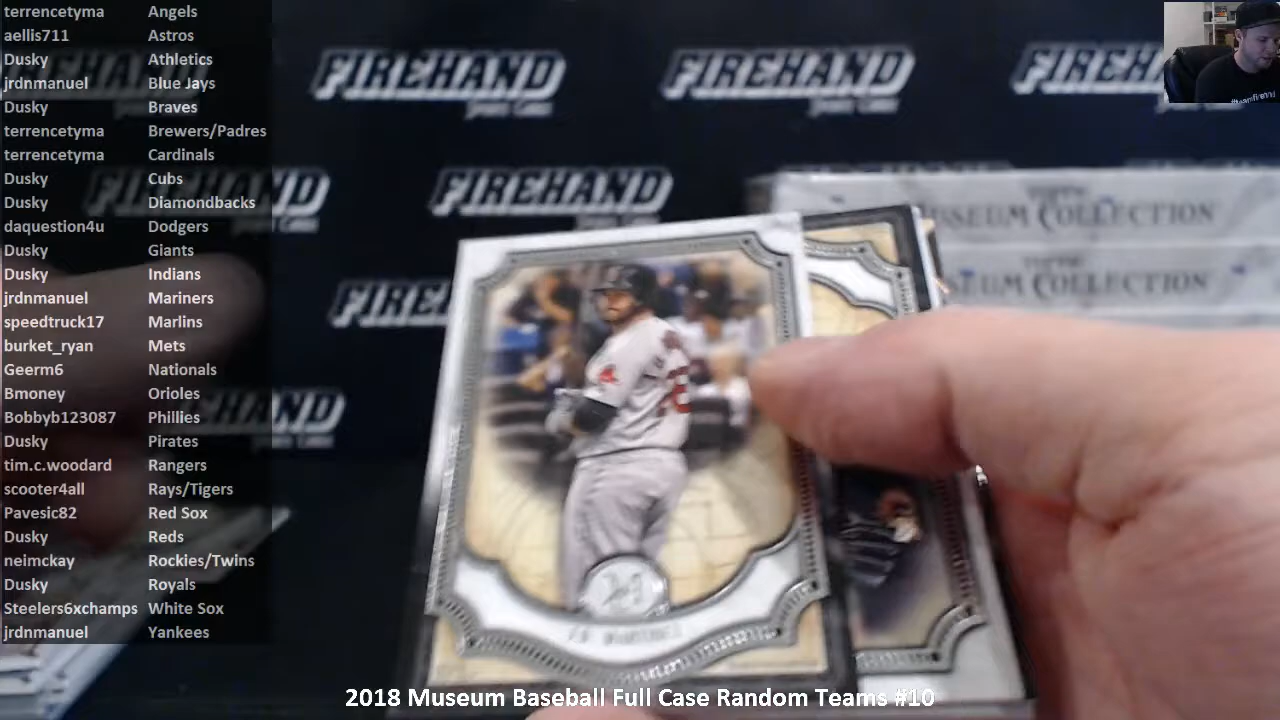 terrencetyma Angels
aellis711 Astros
Dusky Athletics
jrdnmanuel Blue Jays
Dusky Braves
terrencetyma Brewers/Padres
terrencetyma Cardinals
Dusky Cubs
Dusky Diamondbacks
daquestion4u Dodgers
Dusky Giants
Dusky Indians
jrdnmanuel Mariners
speedtruck17 Marlins
burket_ryan Mets
Geerm6 Nationals
Bmoney Orioles
Bobbyb123087 Phillies
Dusky Pirates
tim.c.woodard Rangers
scooter4all Rays/Tigers
Pavesic82 Red Sox
Dusky Reds
neimckay Rockies/Twins
Dusky Royals
Steelers6xchamps White Sox
jrdnmanuel Yankees
FIREHAND
FIREHAND
FIREH
FIREHAND
MUSEUM COLLECTION
MUSEUM COLLECTION
2018 Museum Baseball Full Case Random Teams #10